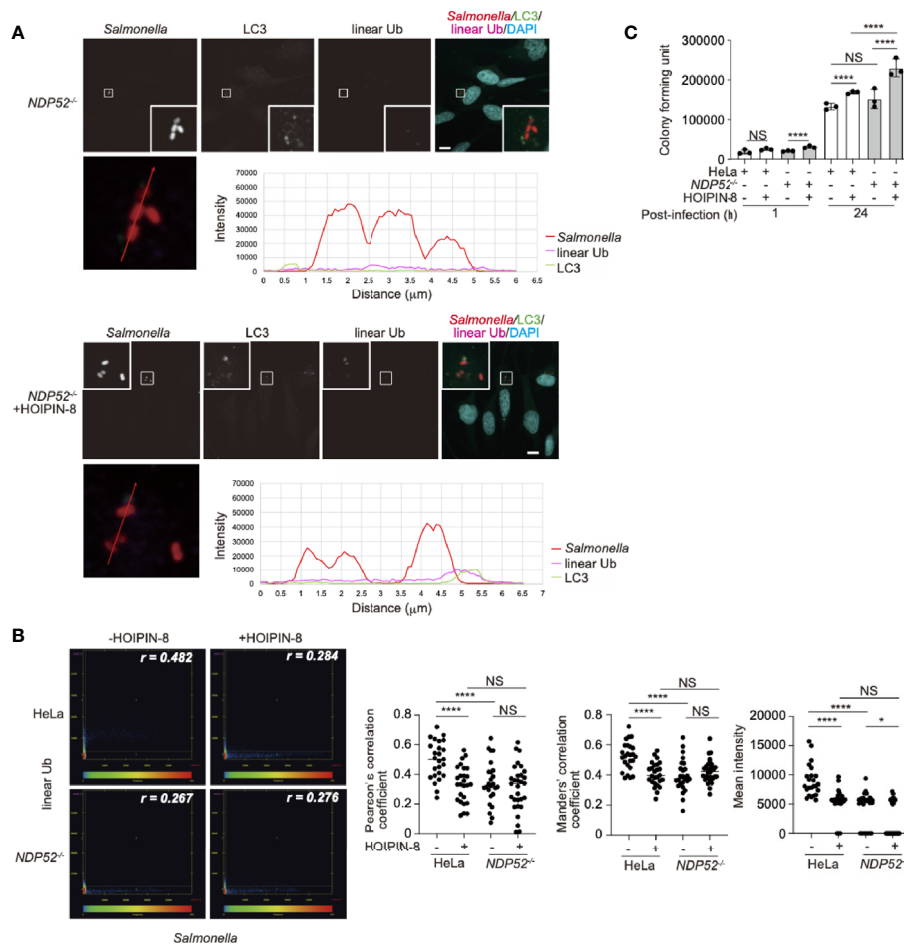 A
Salmonella
LC3
linear Ub
Salmonella/LC3/
linear Ub/DAPI
NDP52-/-
Intensity
70000
60000
50000
40000
30000
20000
10000
0
0 0.5 1 1.5 2 2.5 3 3.5 4 4.5 5 5.5 6 6.5
Distance (μm)
Salmonella
linear Ub
LC3
Salmonella
LC3
linear Ub
Salmonella/LC3/
linear Ub/DAPI
NDP52-/-
+HOIPIN-8
Intensity
70000
60000
50000
40000
30000
20000
10000
0
0 0.5 1 1.5 2 2.5 3 3.5 4 4.5 5 5.5 6 6.5 7
Distance (μm)
Salmonella
linear Ub
LC3
C
Colony forming unit
300000
200000
100000
0
NS
****
****
NS
****
****
HeLa + + - - + + - -
NDP52-/- - - + + - - + +
HOIPIN-8 - + - + - + - +
Post-infection (h) 1 24
B
-HOIPIN-8
+HOIPIN-8
HeLa
NDP52-/-
linear Ub
r = 0.482
r = 0.284
r = 0.267
r = 0.276
Salmonella
Pearson's correlation
coefficient
0.8
0.6
0.4
0.2
0
NS
****
****
NS
HOIPIN-8 - + - +
HeLa NDP52-/-
Manders' correlation
coefficient
0.8
0.6
0.4
0.2
0
NS
****
****
NS
- + - +
HeLa NDP52-/-
Mean intensity
20000
15000
10000
5000
0
NS
****
****
*
- + - +
HeLa NDP52-/